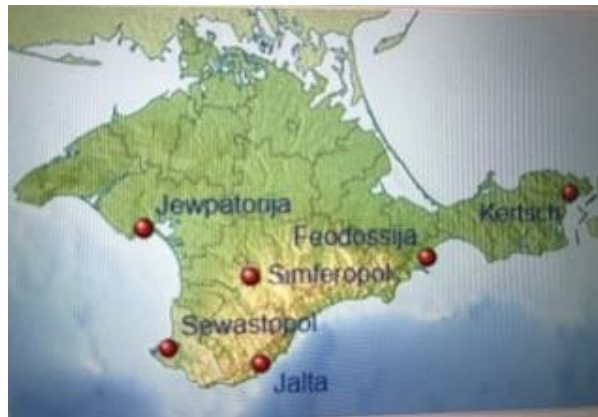 Jewpatorija
Kertsch
Feodossija
Simferopol
Sewastopol
Jalta